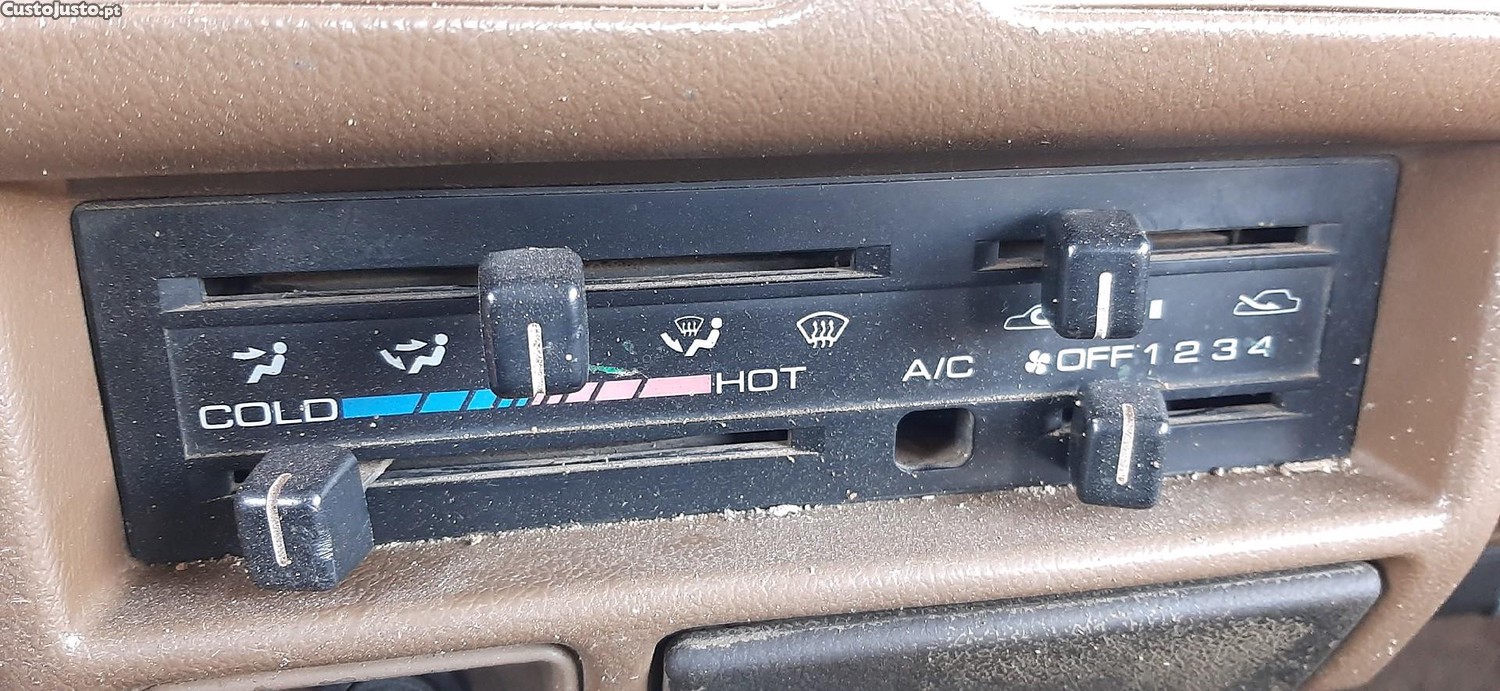 CustoJusto.pt
COLD HOT A/C OFF 1 2 3 4